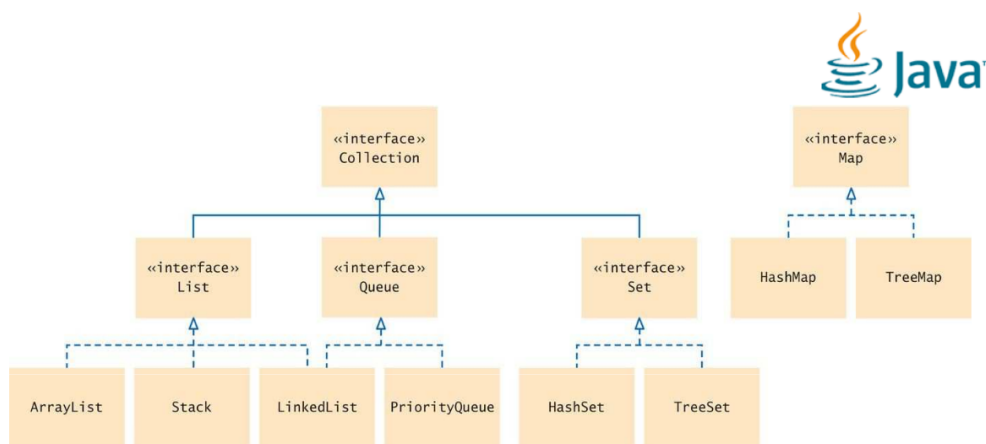 Java
«interface»
Collection
«interface»
Map
«interface»
List
«interface»
Queue
«interface»
Set
HashMap
TreeMap
ArrayList
Stack
LinkedList
PriorityQueue
HashSet
TreeSet